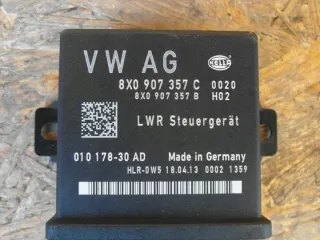 VW AG
HELLA
8X0 907 357 C 0020
8X0 907 357 B H02
LWR Steuergerät
010 178-30 AD Made in Germany
HLR-DW5 18.04.13 0002 1359